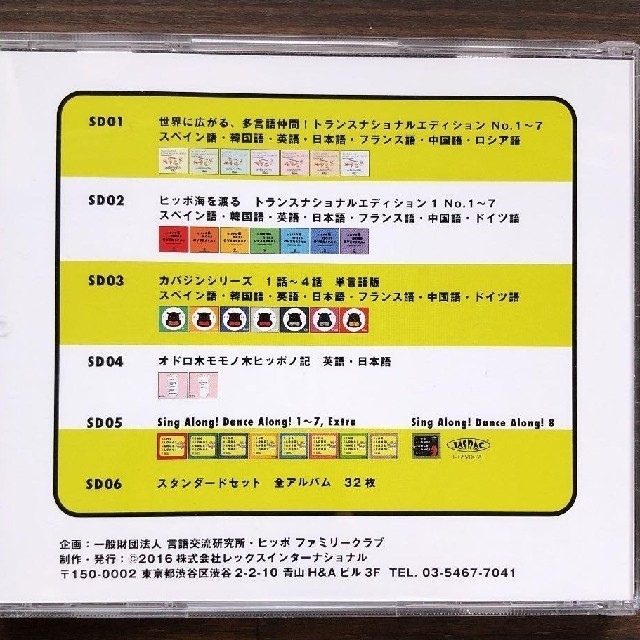 SD01 世界に広がる、多言語仲間！トランスナショナルエディション No.1～7
スペイン語・韓国語・英語・日本語・フランス語・中国語・ロシア語
SD02 ヒッポ海を渡る トランスナショナルエディション1 No.1～7
スペイン語・韓国語・英語・日本語・フランス語・中国語・ドイツ語
SD03 カバジンシリーズ 1話～4話 単言語版
スペイン語・韓国語・英語・日本語・フランス語・中国語・ドイツ語
SD04 オドロ木モモノ木ヒッポノ記 英語・日本語
SD05 Sing Along! Dance Along! 1～7, Extra Sing Along! Dance Along! 8
JASRAC
SD06 スタンダードセット 全アルバム 32枚
企画：一般財団法人 言語交流研究所・ヒッポ ファミリークラブ
制作・発行：©2016 株式会社レックスインターナショナル
〒150-0002 東京都渋谷区渋谷 2-2-10 青山H&Aビル 3F TEL. 03-5467-7041